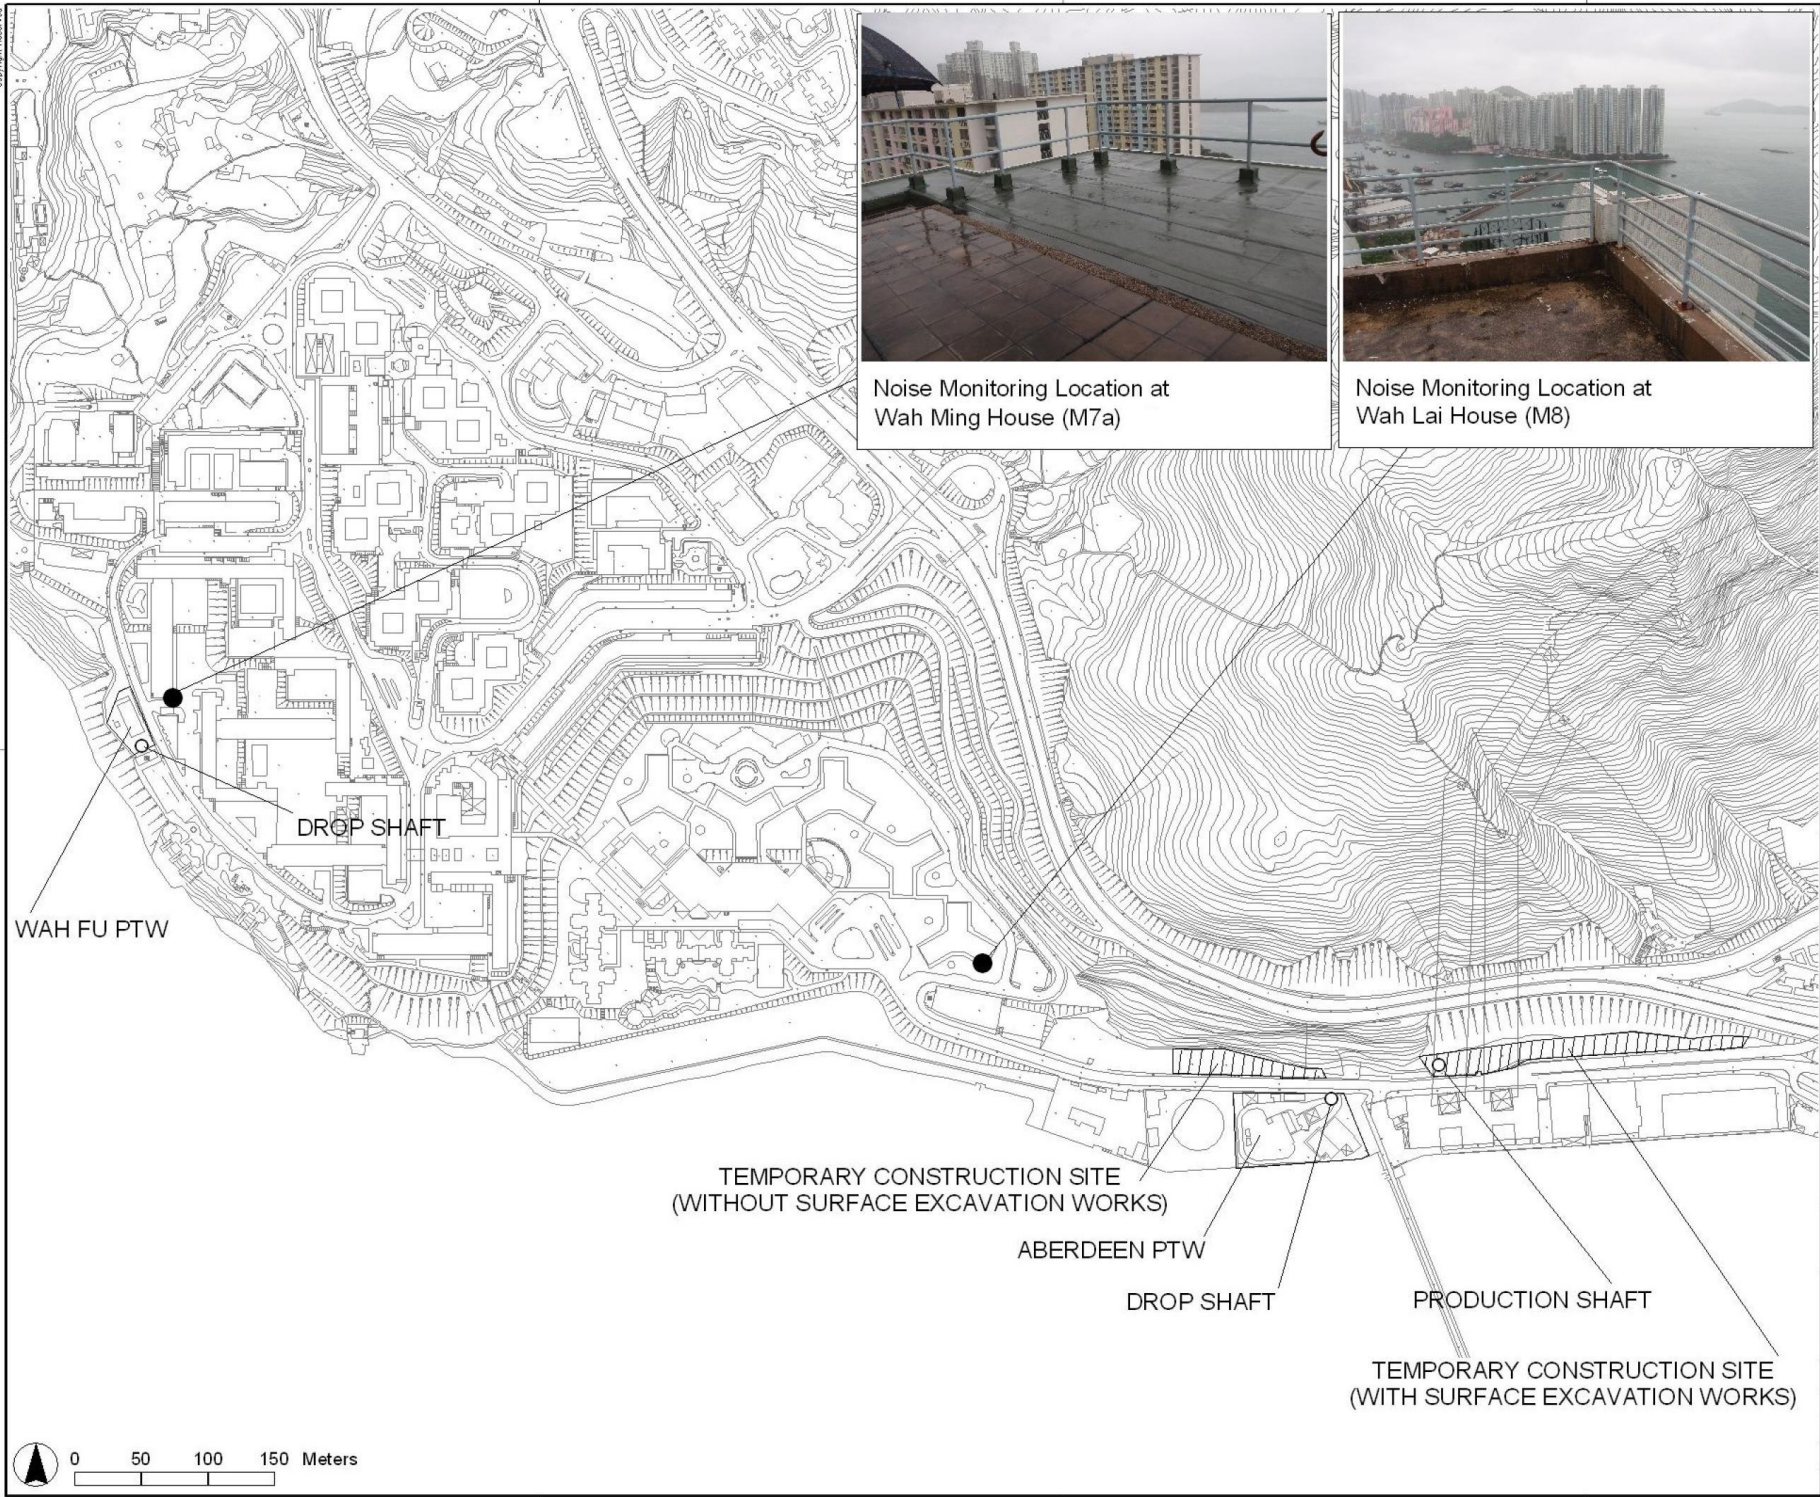 Noise Monitoring Location at
Wah Ming House (M7a)
Noise Monitoring Location at
Wah Lai House (M8)
DROP SHAFT
WAH FU PTW
TEMPORARY CONSTRUCTION SITE
(WITHOUT SURFACE EXCAVATION WORKS)
ABERDEEN PTW
DROP SHAFT
PRODUCTION SHAFT
TEMPORARY CONSTRUCTION SITE
(WITH SURFACE EXCAVATION WORKS)
0 50 100 150 Meters